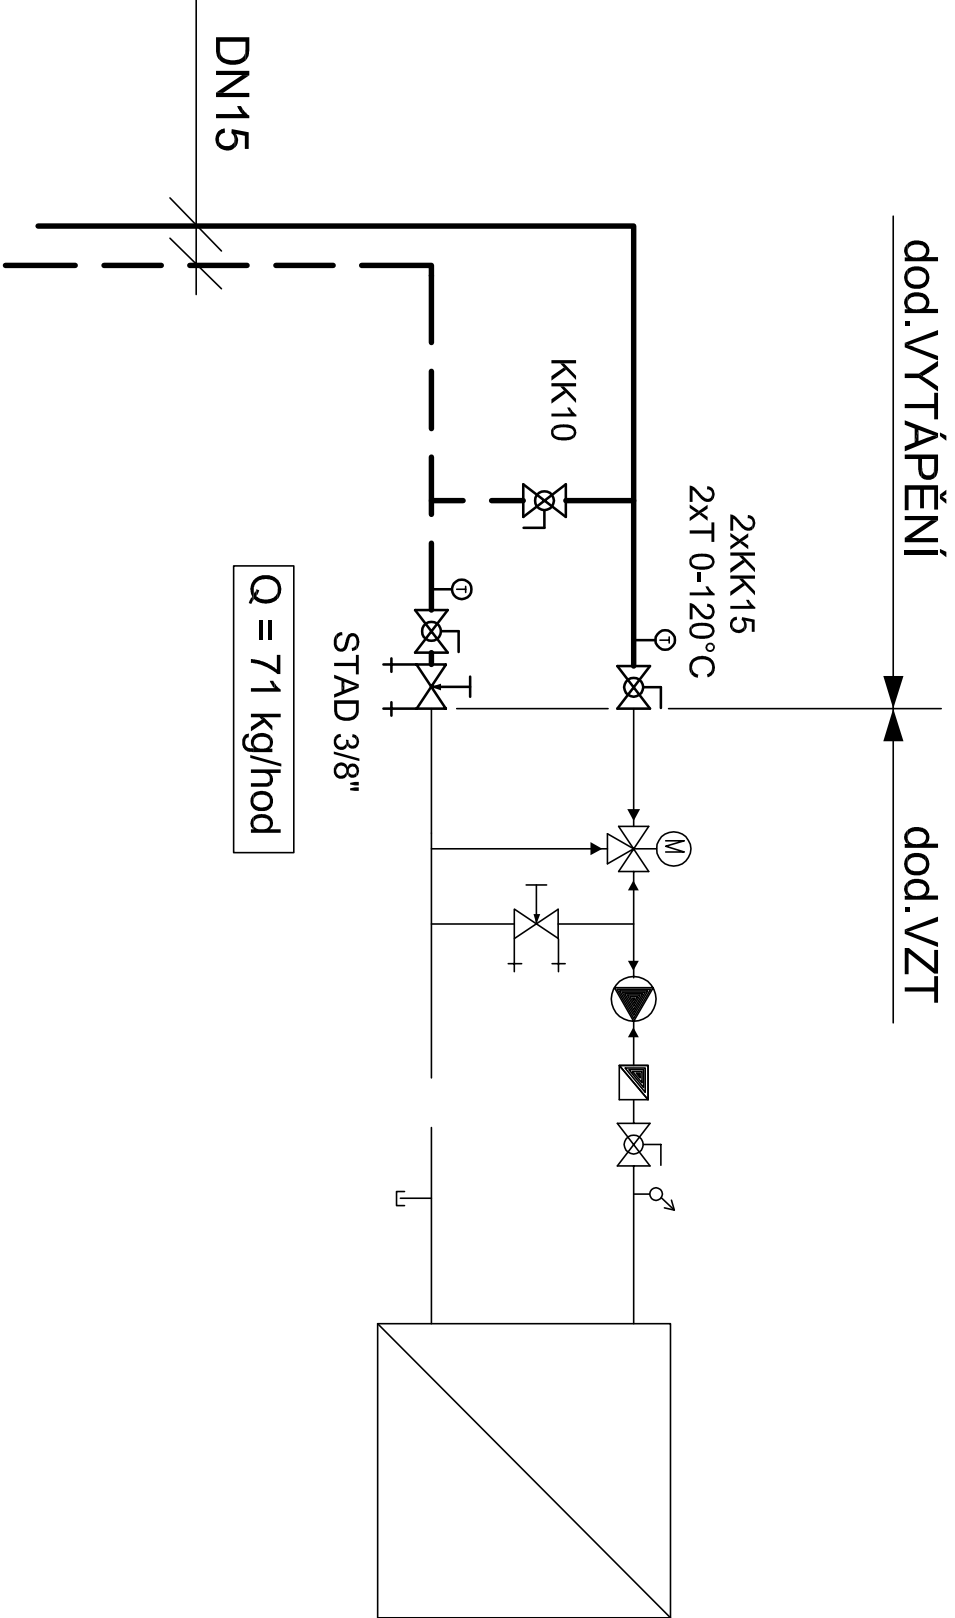 dod.VYTÁPĚNÍ
dod.VZT
2xKK15
2xT 0-120°C
T
M
KK10
T
STAD 3/8"
Q = 71 kg/hod
DN15